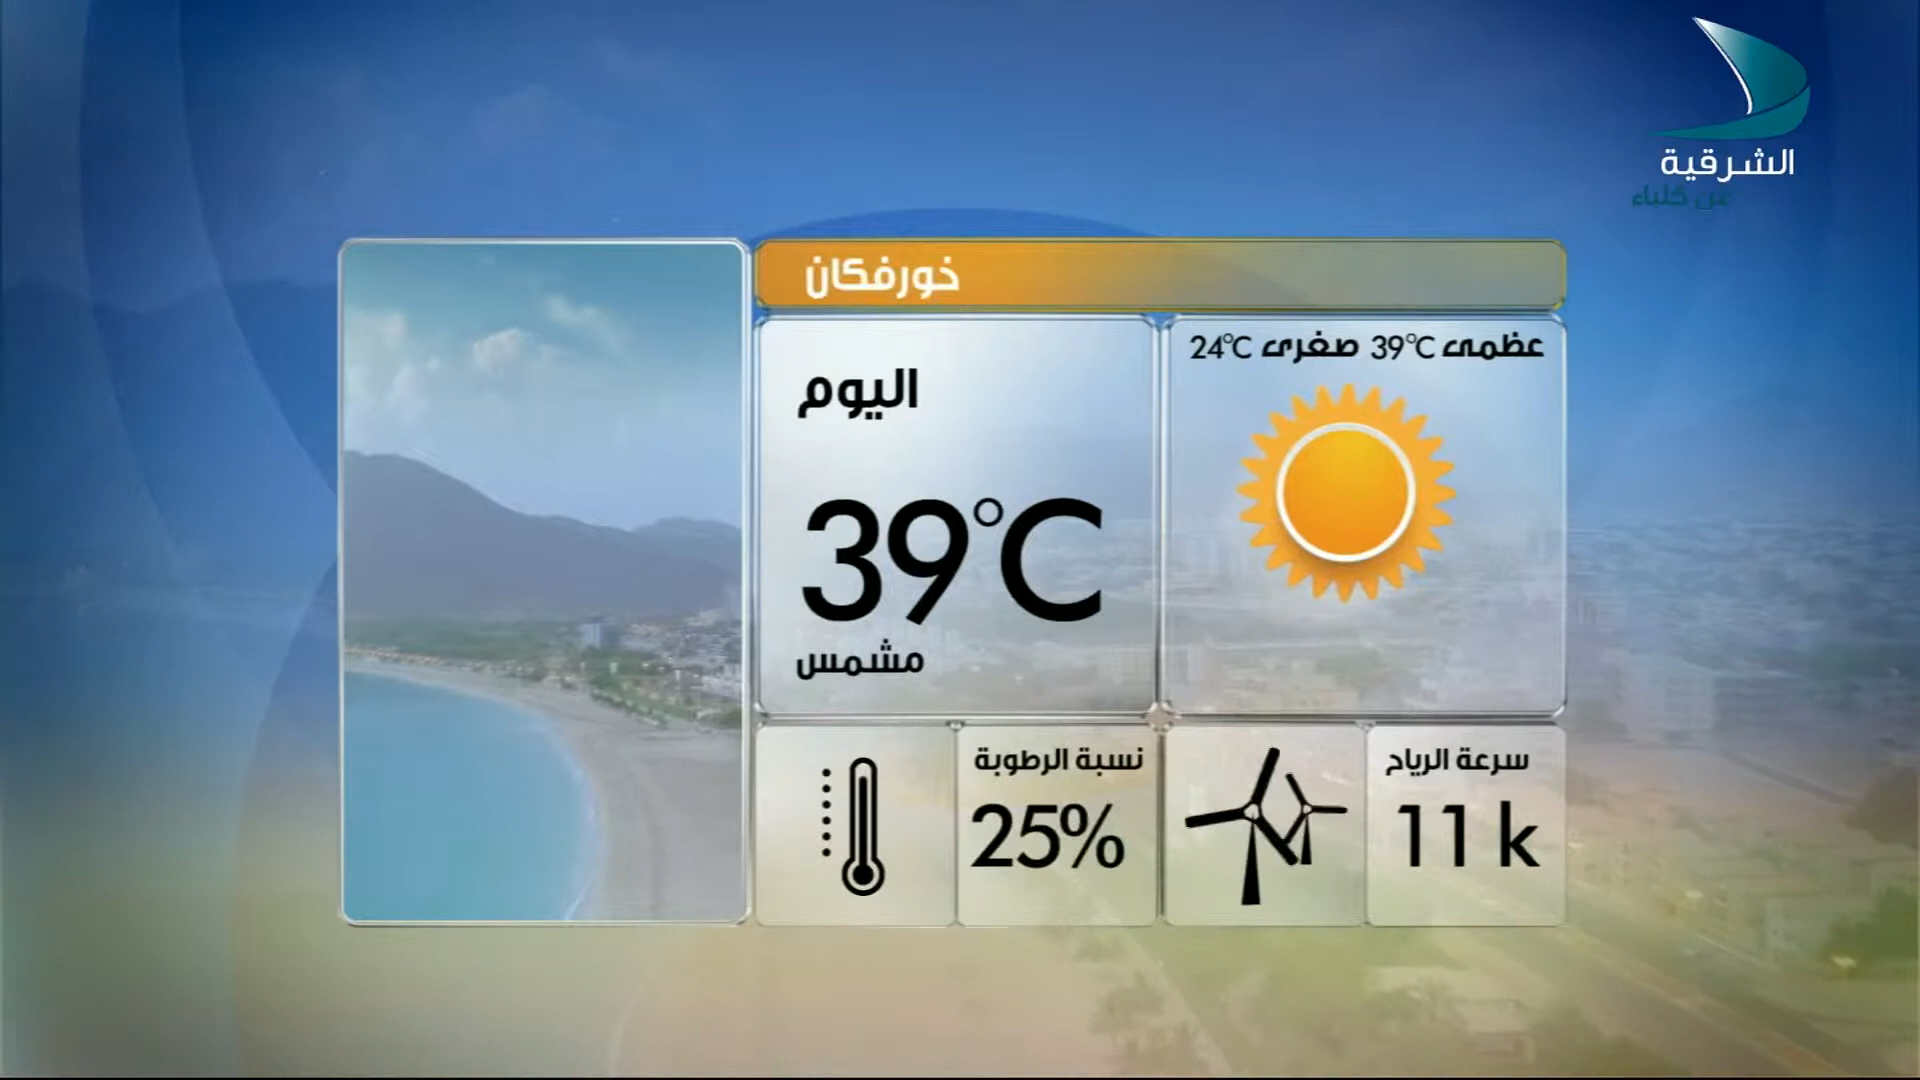 الشرقية
من كلباء
خورفكان
عظمى 39°C صغرى 24°C
اليوم
39°C
مشمس
سرعة الرياح
11 k
نسبة الرطوبة
25%